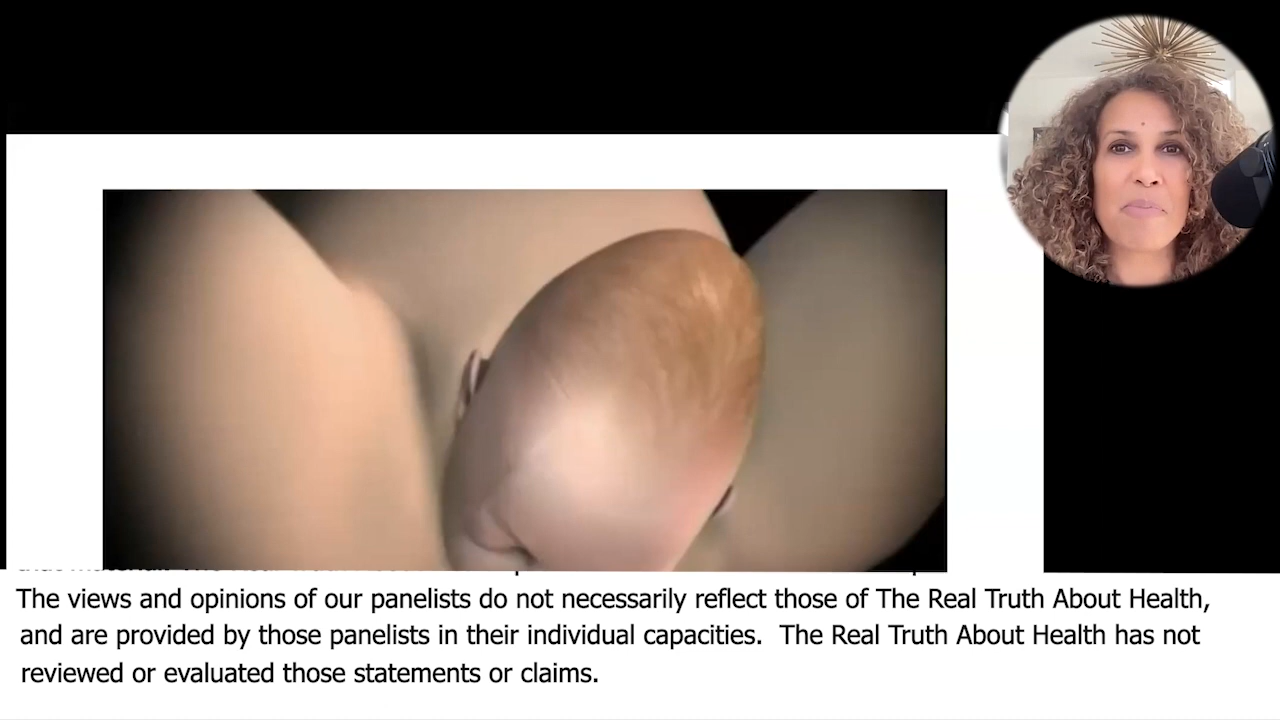 The views and opinions of our panelists do not necessarily reflect those of The Real Truth About Health,
and are provided by those panelists in their individual capacities. The Real Truth About Health has not
reviewed or evaluated those statements or claims.